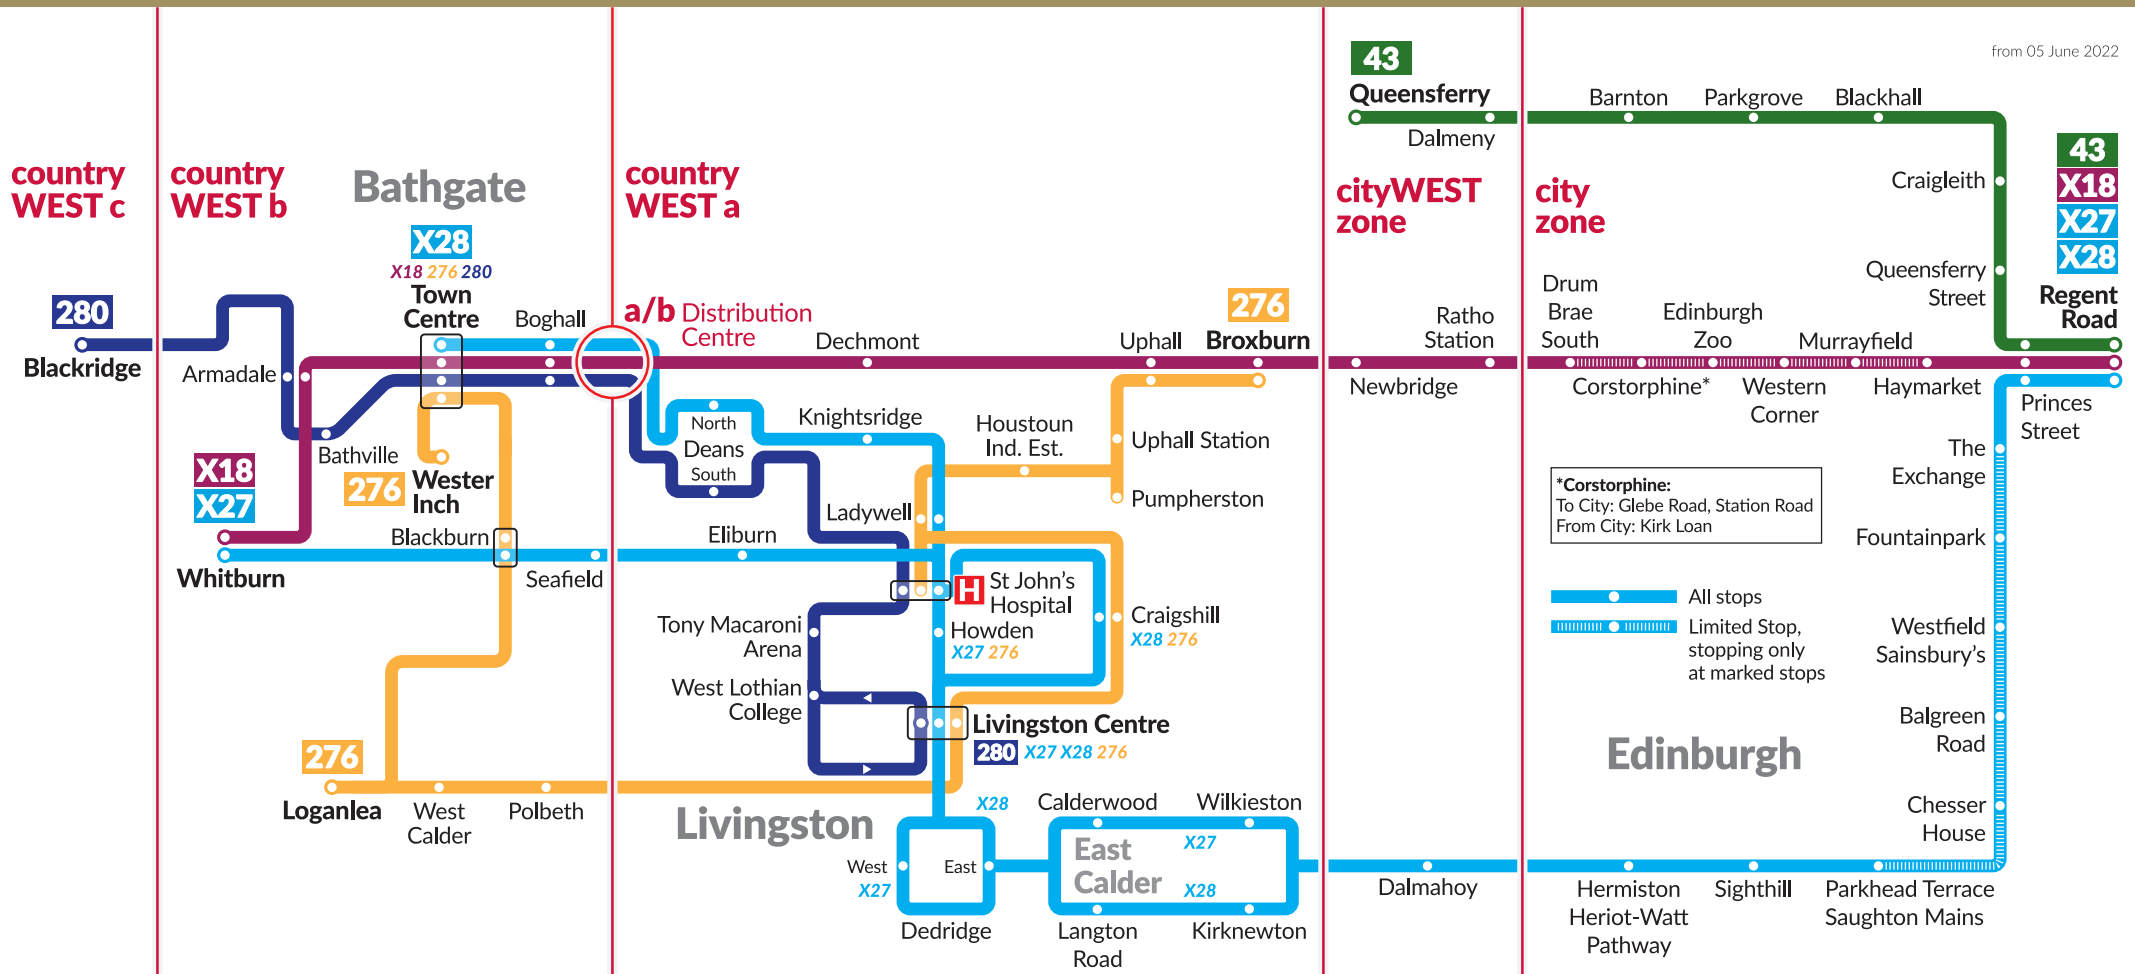 from 05 June 2022
43
Queensferry
Dalmeny
Barnton
Parkgrove
Blackhall
Craigleith
Queensferry
Street
43
X18
X27
X28
Regent
Road
country
WEST c
country
WEST b
Bathgate
country
WEST a
cityWEST
zone
city
zone
X28
X18 276 280
Town
Centre
280
Blackridge
Armadale
Bathville
Boghall
a/b Distribution
Centre
Dechmont
Uphall
276
Broxburn
Ratho
Station
Newbridge
Drum
Brae
South
Edinburgh
Zoo
Murrayfield
Corstorphine*
Western
Corner
Haymarket
Princes
Street
X18
X27
Whitburn
276
Wester
Inch
Blackburn
Seafield
North
Deans
South
Knightsridge
Houstoun
Ind. Est.
Uphall Station
Pumpherston
Ladywell
Eliburn
H
St John's
Hospital
Howden
X27 276
Craigshill
X28 276
Tony Macaroni
Arena
West Lothian
College
Livingston Centre
280 X27 X28 276
276
Loganlea
West
Calder
Polbeth
Livingston
X28
West
X27
East
Dedridge
Calderwood
Wilkieston
East
Calder
X27
X28
Langton
Road
Kirknewton
Dalmahoy
*Corstorphine:
To City: Glebe Road, Station Road
From City: Kirk Loan
All stops
Limited Stop,
stopping only
at marked stops
Edinburgh
The
Exchange
Fountainpark
Westfield
Sainsbury's
Balgreen
Road
Chesser
House
Hermiston
Heriot-Watt
Pathway
Sighthill
Parkhead Terrace
Saughton Mains